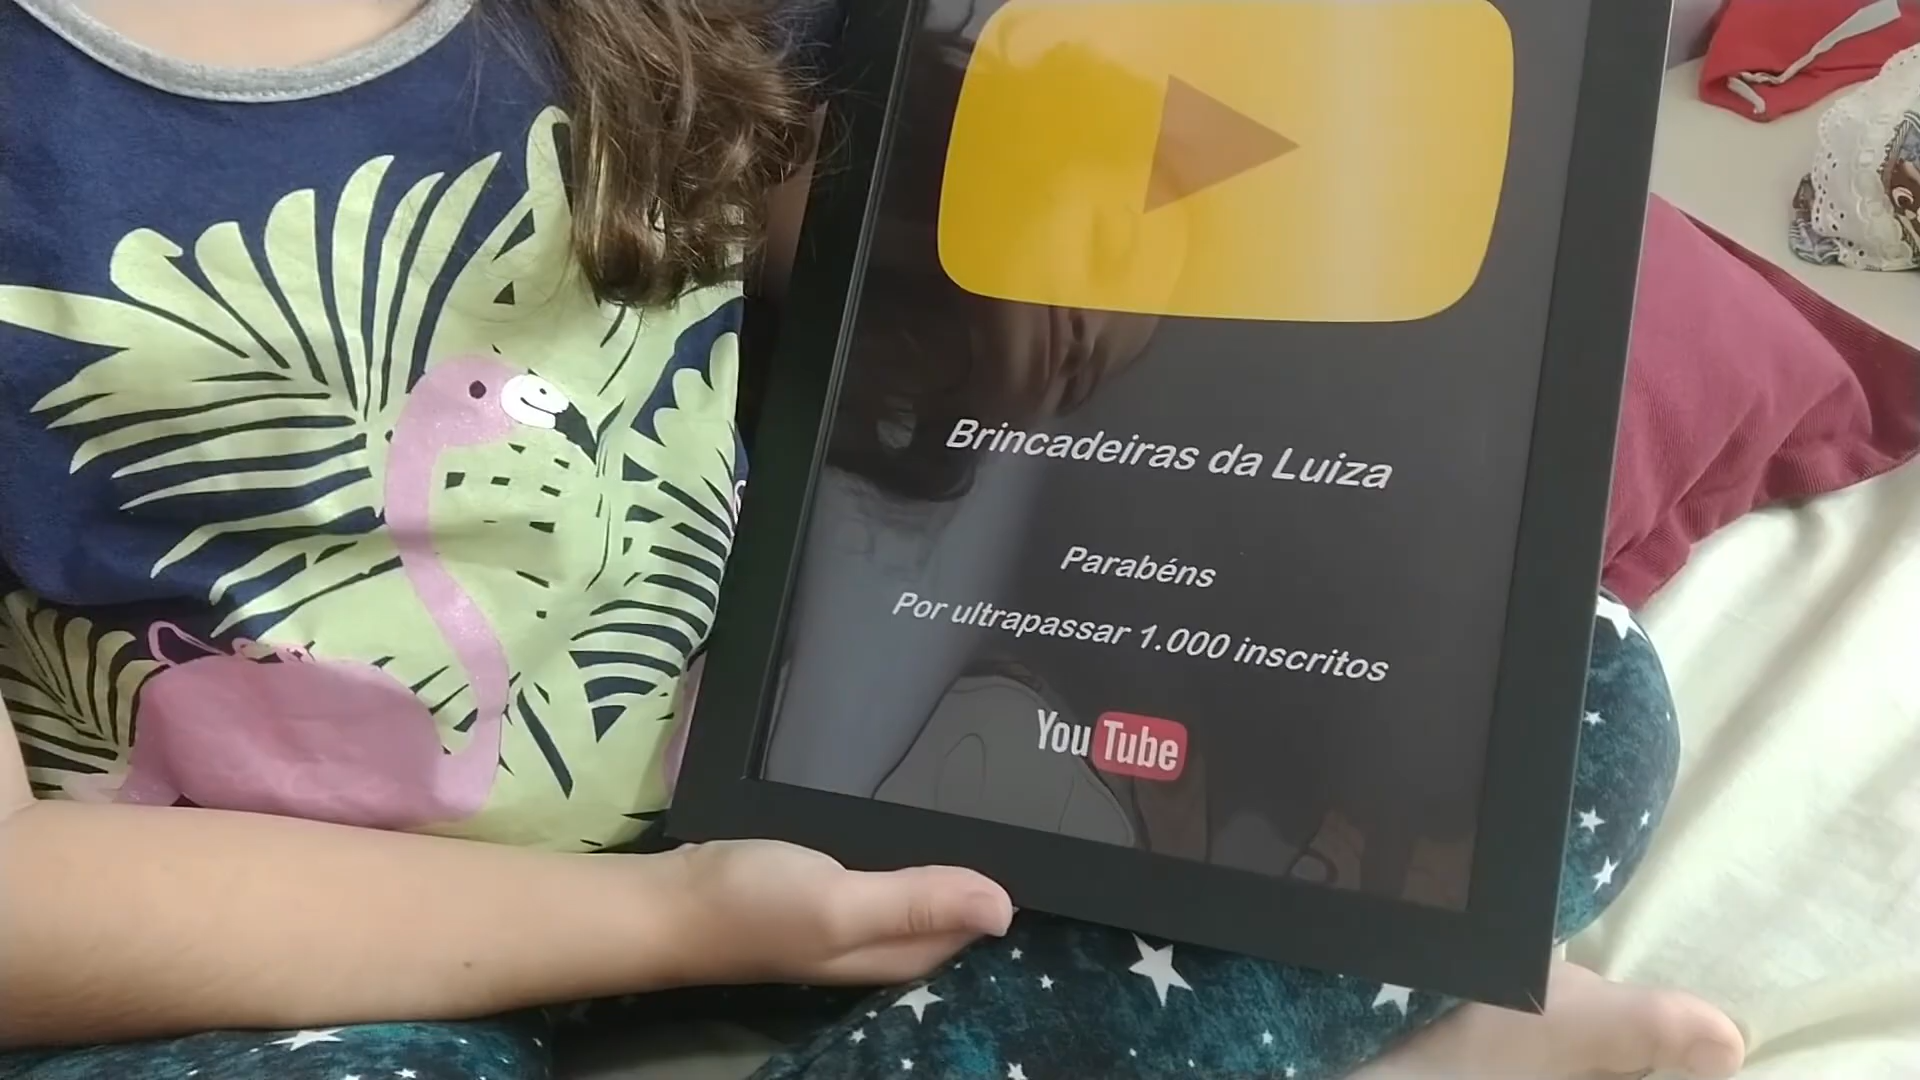 Brincadeiras da Luiza
Parabéns
Por ultrapassar 1.000 inscritos
YouTube